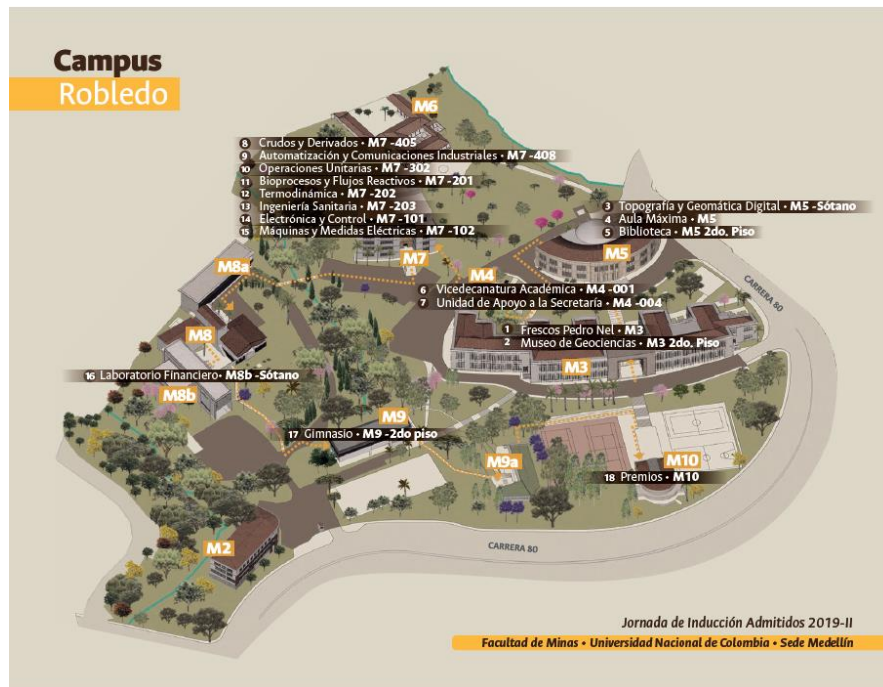 Campus
Robledo
M6
8 Crudos y Derivados • M7 -405
9 Automatización y Comunicaciones Industriales • M7 -408
10 Operaciones Unitarias • M7 -302
11 Bioprocesos y Flujos Reactivos • M7 -201
12 Termodinámica • M7 -202
13 Ingeniería Sanitaria • M7 -203
14 Electrónica y Control • M7 -101
15 Máquinas y Medidas Eléctricas • M7 -102
3 Topografía y Geomática Digital • M5 -Sótano
4 Aula Máxima • M5
5 Biblioteca • M5 2do. Piso
M5
M7
M8a
M4
6 Vicedecanatura Académica • M4 -001
7 Unidad de Apoyo a la Secretaría • M4 -004
CARRERA 80
1 Frescos Pedro Nel • M3
2 Museo de Geociencias • M3 2do. Piso
M8
M3
16 Laboratorio Financiero• M8b -Sótano
M8b
M9
17 Gimnasio • M9 -2do piso
M9a
M10
18 Premios • M10
M2
CARRERA 80
Jornada de Inducción Admitidos 2019-II
Facultad de Minas • Universidad Nacional de Colombia • Sede Medellín